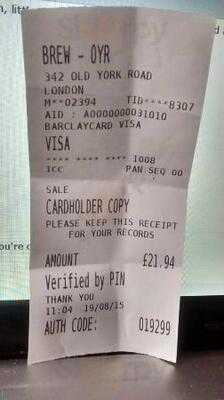 BREW - OYR
342 OLD YORK ROAD
LONDON
M**02394 TID****8307
AID : A0000000031010
BARCLAYCARD VISA
VISA
**** **** **** 1008
ICC PAN SEQ 00
SALE
CARDHOLDER COPY
PLEASE KEEP THIS RECEIPT
FOR YOUR RECORDS
AMOUNT £21.94
Verified by PIN
THANK YOU
11:04 19/08/15
AUTH CODE: 019299